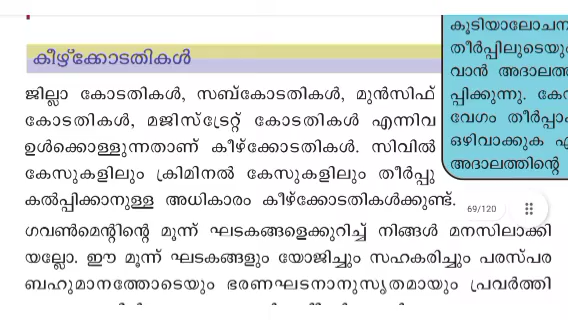 കൂടിയാലോചന
തീർപ്പിലൂടെയും
വാൻ അദാലത്ത
പ്പിക്കുന്നു. കേസ
വേഗം തീർപ്പാക
ഒഴിവാക്കുക എ
അദാലത്തിന്റെ
കീഴ്ക്കോടതികൾ
ജില്ലാ കോടതികൾ, സബ്കോടതികൾ, മുൻസിഫ്
കോടതികൾ, മജിസ്ട്രേറ്റ് കോടതികൾ എന്നിവ
ഉൾക്കൊള്ളുന്നതാണ് കീഴ്ക്കോടതികൾ. സിവിൽ
കേസുകളിലും ക്രിമിനൽ കേസുകളിലും തീർപ്പു
കൽപ്പിക്കാനുള്ള അധികാരം കീഴ്ക്കോടതികൾക്കുണ്ട്.
69/120
ഗവൺമെന്റിന്റെ മൂന്ന് ഘടകങ്ങളെക്കുറിച്ച് നിങ്ങൾ മനസിലാക്കി
യല്ലോ. ഈ മൂന്ന് ഘടകങ്ങളും യോജിച്ചും സഹകരിച്ചും പരസ്പര
ബഹുമാനത്തോടെയും ഭരണഘടനാനുസൃതമായും പ്രവർത്തി